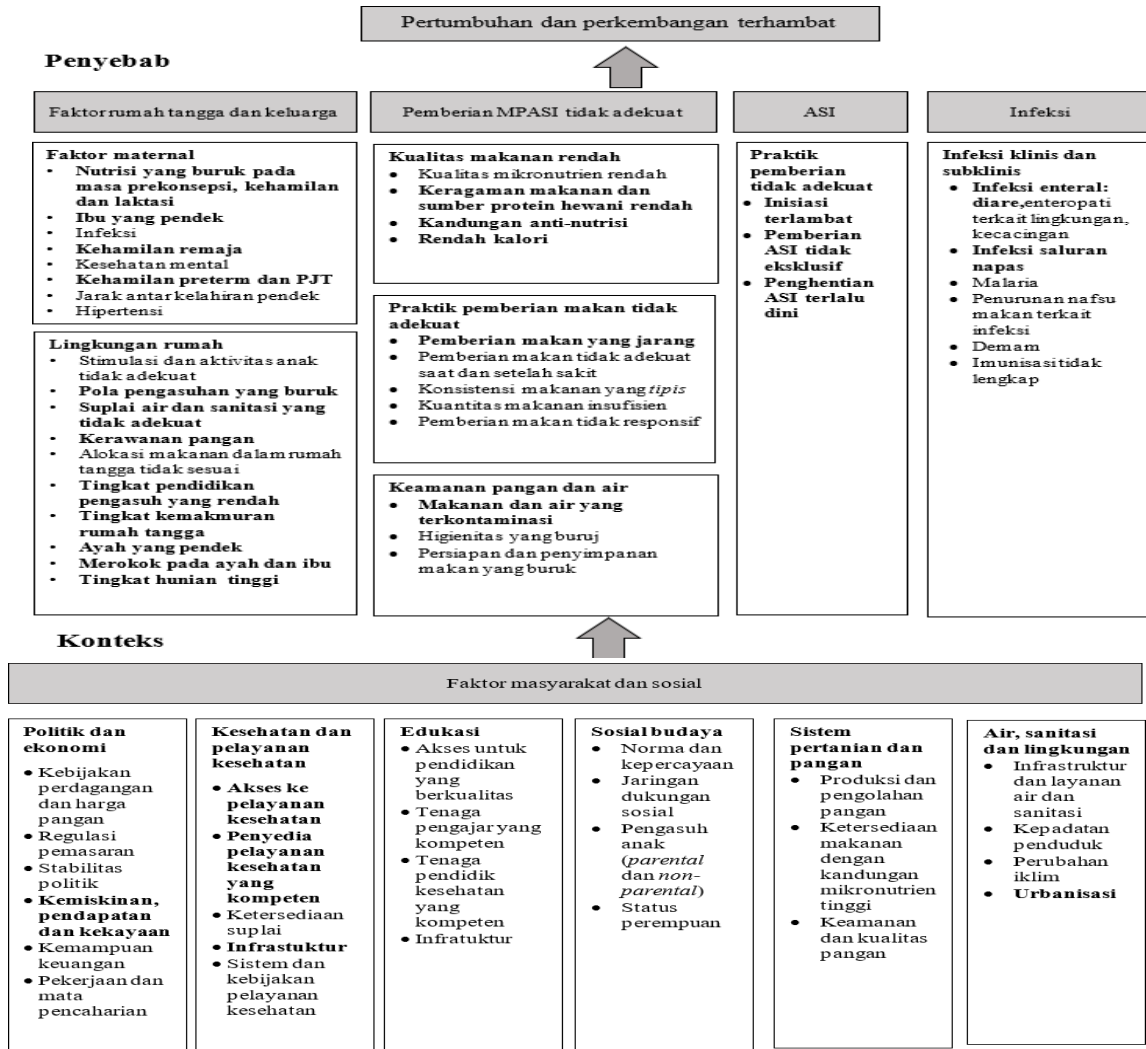 Pertumbuhan dan perkembangan terhambat
Penyebab
Faktor rumah tangga dan keluarga
Faktor maternal
• Nutrisi yang buruk pada
masa prekonsepsi, kehamilan
dan laktasi
• Ibu yang pendek
• Infeksi
• Kehamilan remaja
• Kesehatan mental
• Kehamilan preterm dan PJT
• Jarak antar kelahiran pendek
• Hipertensi
Lingkungan rumah
• Stimulasi dan aktivitas anak
tidak adekuat
• Pola pengasuhan yang buruk
• Suplai air dan sanitasi yang
tidak adekuat
• Kerawanan pangan
• Alokasi makanan dalam rumah
tangga tidak sesuai
• Tingkat pendidikan
pengasuh yang rendah
• Tingkat kemakmuran
rumah tangga
• Ayah yang pendek
• Merokok pada ayah dan ibu
• Tingkat hunian tinggi
Pemberian MPASI tidak adekuat
Kualitas makanan rendah
• Kualitas mikronutrien rendah
• Keragaman makanan dan
sumber protein hewani rendah
• Kandungan anti-nutrisi
• Rendah kalori
Praktik pemberian makan tidak
adekuat
• Pemberian makan yang jarang
• Pemberian makan tidak adekuat
saat dan setelah sakit
• Konsistensi makanan yang tipis
• Kuantitas makanan insufisien
• Pemberian makan tidak responsif
Keamanan pangan dan air
• Makanan dan air yang
terkontaminasi
• Higienitas yang buruj
• Persiapan dan penyimpanan
makan yang buruk
ASI
Praktik
pemberian
tidak adekuat
• Inisiasi
terlambat
• Pemberian
ASI tidak
eksklusif
• Penghentian
ASI terlalu
dini
Infeksi
Infeksi klinis dan
subklinis
• Infeksi enteral:
diare,enteropati
terkait lingkungan,
kecacingan
• Infeksi saluran
napas
• Malaria
• Penurunan nafsu
makan terkait
infeksi
• Demam
• Imunisasi tidak
lengkap
Konteks
Faktor masyarakat dan sosial
Politik dan
ekonomi
• Kebijakan
perdagangan
dan harga
pangan
• Regulasi
pemasaran
• Stabilitas
politik
• Kemiskinan,
pendapatan
dan kekayaan
• Kemampuan
keuangan
• Pekerjaan dan
mata
pencaharian
Kesehatan dan
pelayanan
kesehatan
• Akses ke
pelayanan
kesehatan
• Penyedia
pelayanan
kesehatan
yang
kompeten
• Ketersediaan
suplai
• Infrastuktur
• Sistem dan
kebijakan
pelayanan
kesehatan
Edukasi
• Akses untuk
pendidikan
yang
berkualitas
• Tenaga
pengajar yang
kompeten
• Tenaga
pendidik
kesehatan
yang
kompeten
• Infratuktur
Sosial budaya
• Norma dan
kepercayaan
• Jaringan
dukungan
sosial
• Pengasuh
anak
(parental
dan non-
parental)
• Status
perempuan
Sistem
pertanian dan
pangan
• Produksi dan
pengolahan
pangan
• Ketersediaan
makanan
dengan
kandungan
mikronutrien
tinggi
• Keamanan
dan kualitas
pangan
Air, sanitasi
dan lingkungan
• Infrastruktur
dan layanan
air dan
sanitasi
• Kepadatan
penduduk
• Perubahan
iklim
• Urbanisasi